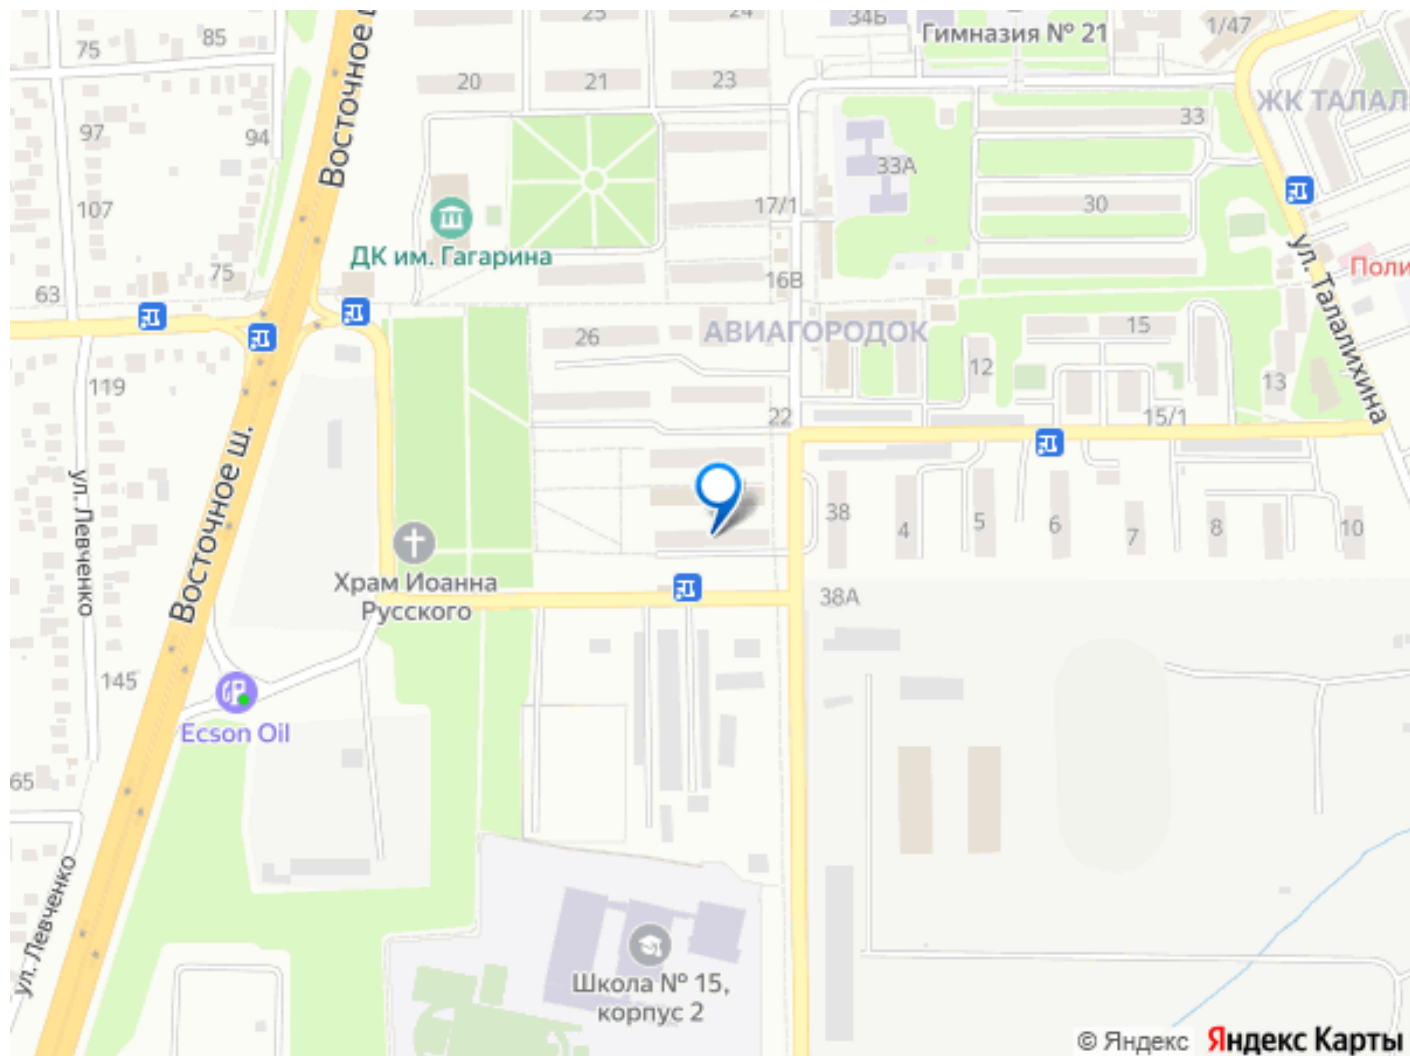 25
24
34Б
Гимназия № 21
1/47
75
85
Восточное ш.
20
21
23
ЖК ТАЛАЛ
97
94
33
33А
107
17/1
30
ДК им. Гагарина
ул. Талалихина
Поли
75
16В
63
26
АВИАГОРОДОК
15
12
119
13
22
15/1
Восточное ш.
ул. Левченко
38
4
5
6
7
8
10
Храм Иоанна
Русского
38А
145
Ecson Oil
65
ул. Левченко
Школа № 15,
корпус 2
© Яндекс Яндекс Карты